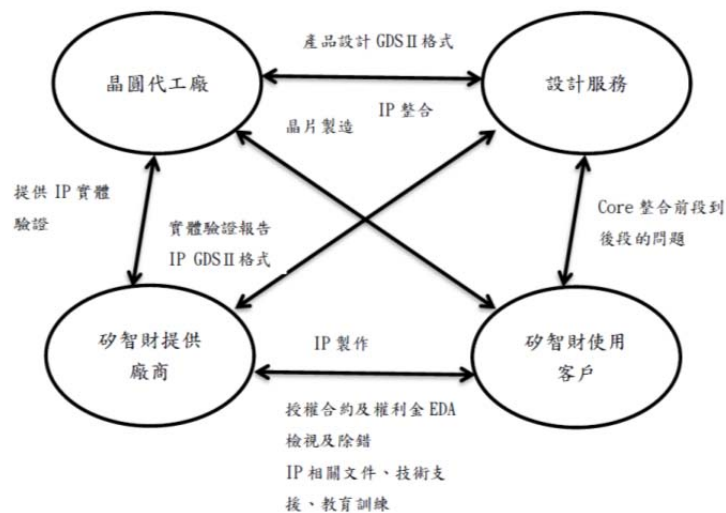 產品設計 GDSⅡ格式
晶圓代工廠
設計服務
IP 整合
晶片製造
提供 IP 實體
驗證
Core 整合前段到
後段的問題
實體驗證報告
IP GDSⅡ格式
矽智財提供
廠商
IP 製作
矽智財使用
客戶
授權合約及權利金 EDA
檢視及除錯
IP 相關文件、技術支
援、教育訓練